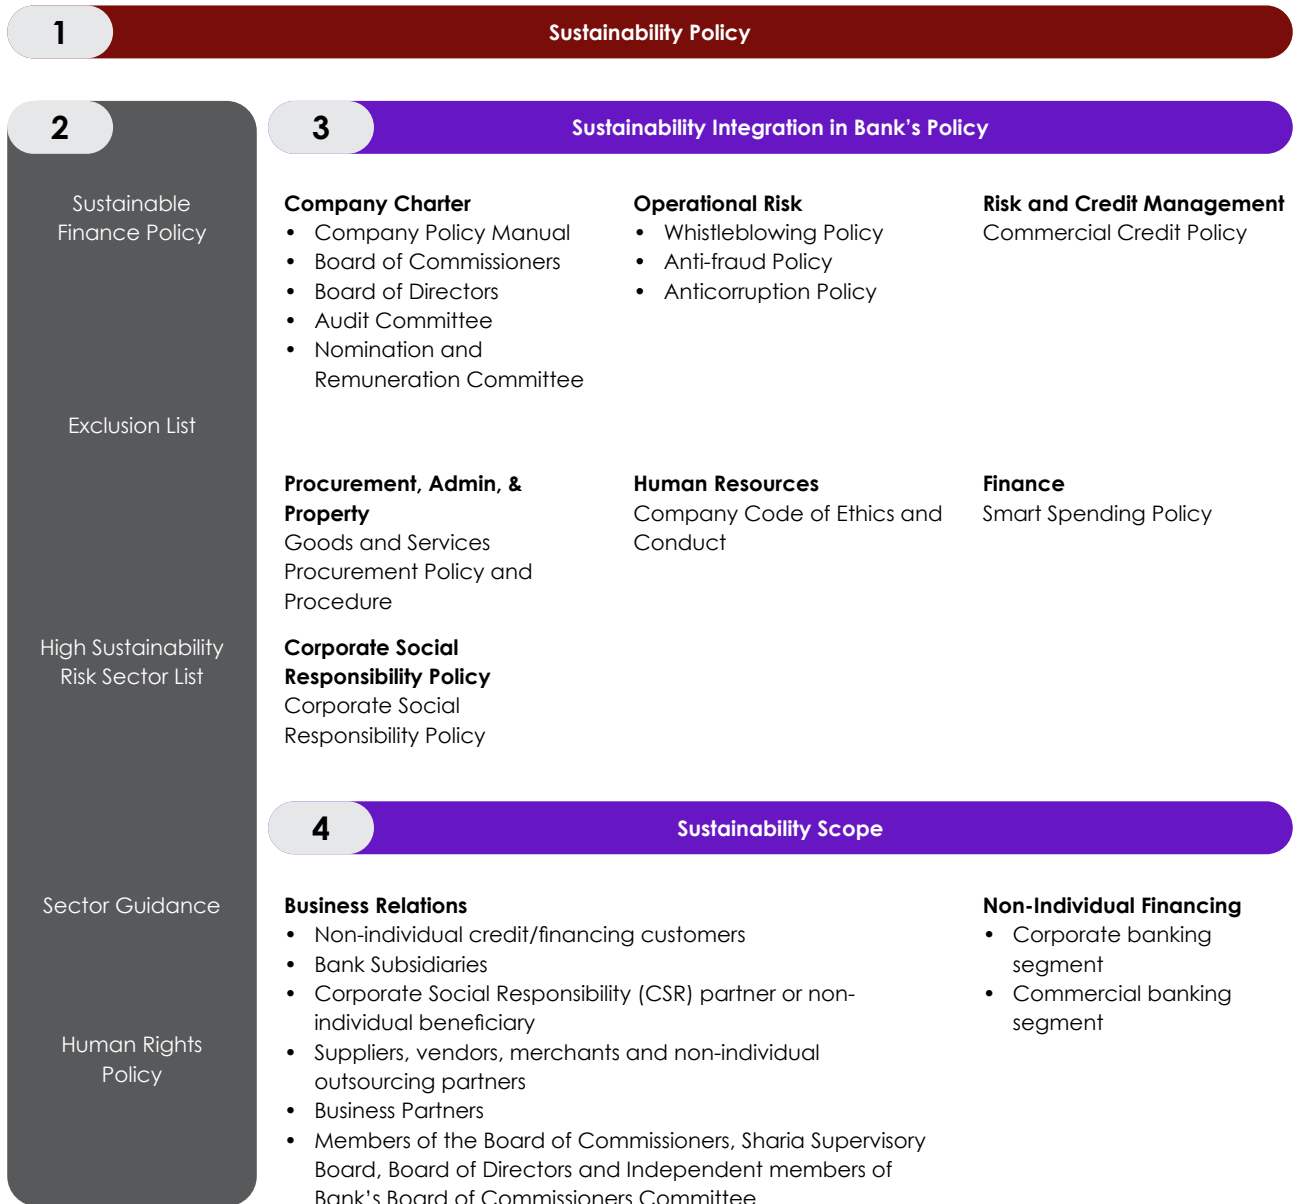 1
Sustainability Policy
2
Sustainable
Finance Policy
Exclusion List
High Sustainability
Risk Sector List
Sector Guidance
Human Rights
Policy
3
Sustainability Integration in Bank's Policy
Company Charter
• Company Policy Manual
• Board of Commissioners
• Board of Directors
• Audit Committee
• Nomination and
Remuneration Committee
Operational Risk
• Whistleblowing Policy
• Anti-fraud Policy
• Anticorruption Policy
Risk and Credit Management
Commercial Credit Policy
Procurement, Admin, &
Property
Goods and Services
Procurement Policy and
Procedure
Human Resources
Company Code of Ethics and
Conduct
Finance
Smart Spending Policy
Corporate Social
Responsibility Policy
Corporate Social
Responsibility Policy
4
Sustainability Scope
Business Relations
• Non-individual credit/financing customers
• Bank Subsidiaries
• Corporate Social Responsibility (CSR) partner or non-
individual beneficiary
• Suppliers, vendors, merchants and non-individual
outsourcing partners
• Business Partners
• Members of the Board of Commissioners, Sharia Supervisory
Board, Board of Directors and Independent members of
Bank's Board of Commissioners Committee
Non-Individual Financing
• Corporate banking
segment
• Commercial banking
segment